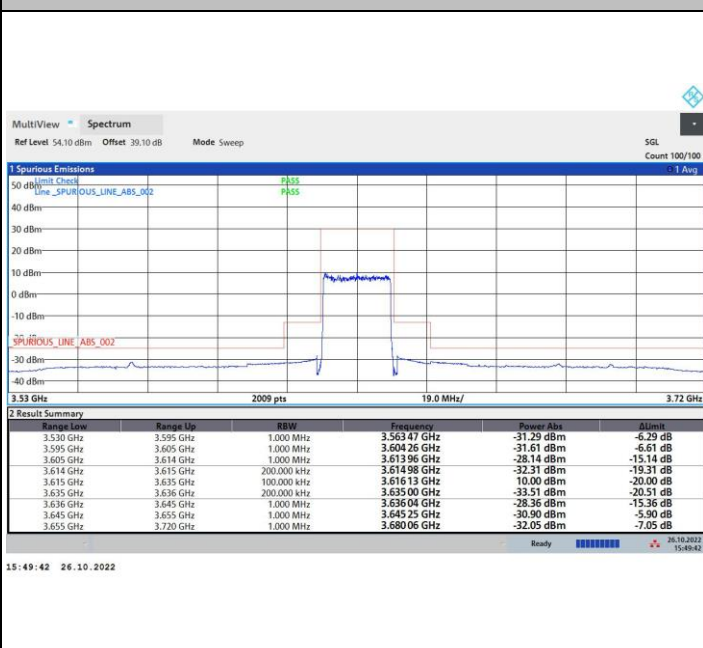 MultiView Spectrum
Ref Level 54.10 dBm Offset 39.10 dB Mode Sweep SGL
Count 100/100
1 Spurious Emissions 1 Avg
Limit Check PASS
50 dBm
Line _SPURIOUS_LINE_ABS_002 PASS
40 dBm
30 dBm
20 dBm
10 dBm
0 dBm
-10 dBm
SPURIOUS_LINE_ABS_002
-30 dBm
-40 dBm
3.53 GHz 2009 pts 19.0 MHz/ 3.72 GHz
2 Result Summary
Range Low Range Up RBW Frequency Power Abs ΔLimit
3.530 GHz 3.595 GHz 1.000 MHz 3.563 47 GHz -31.29 dBm -6.29 dB
3.595 GHz 3.605 GHz 1.000 MHz 3.604 26 GHz -31.61 dBm -6.61 dB
3.605 GHz 3.614 GHz 1.000 MHz 3.613 96 GHz -28.14 dBm -15.14 dB
3.614 GHz 3.615 GHz 200.000 kHz 3.614 98 GHz -32.31 dBm -19.31 dB
3.615 GHz 3.635 GHz 100.000 kHz 3.616 13 GHz 10.00 dBm -20.00 dB
3.635 GHz 3.636 GHz 200.000 kHz 3.635 00 GHz -33.51 dBm -20.51 dB
3.636 GHz 3.645 GHz 1.000 MHz 3.636 04 GHz -28.36 dBm -15.36 dB
3.645 GHz 3.655 GHz 1.000 MHz 3.645 25 GHz -30.90 dBm -5.90 dB
3.655 GHz 3.720 GHz 1.000 MHz 3.680 06 GHz -32.05 dBm -7.05 dB
Ready 26.10.2022
15:49:42
15:49:42 26.10.2022